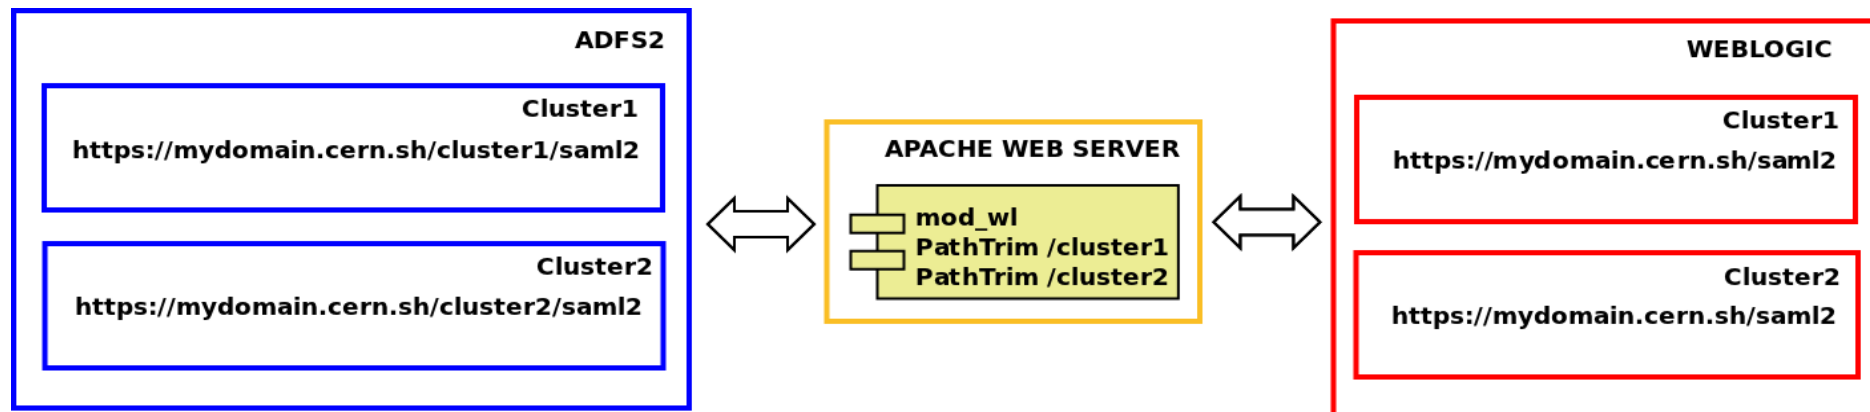 ADFS2
Cluster1
https://mydomain.cern.sh/cluster1/saml2
Cluster2
https://mydomain.cern.sh/cluster2/saml2
APACHE WEB SERVER
mod_wl
PathTrim /cluster1
PathTrim /cluster2
WEBLOGIC
Cluster1
https://mydomain.cern.sh/saml2
Cluster2
https://mydomain.cern.sh/saml2